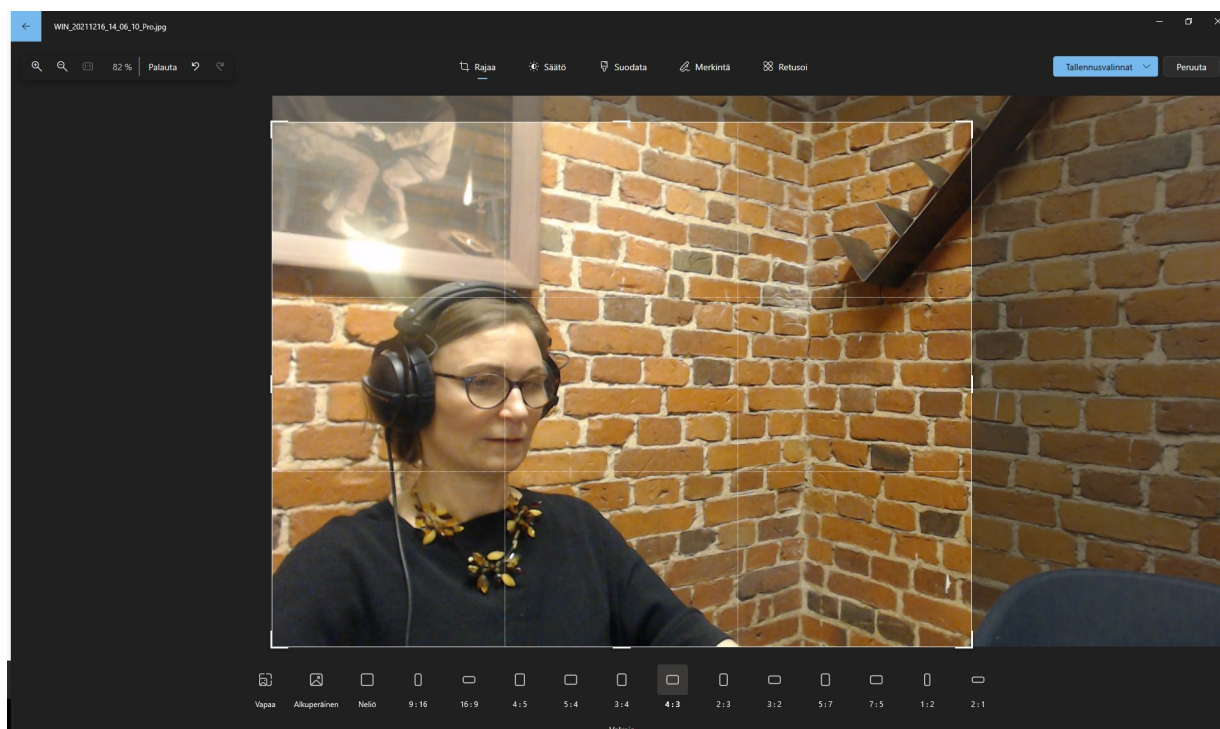 WIN_20211216_14_06_10_Pro.jpg
82 % Palauta
Rajaa Säätö Suodata Merkintä Retusoi
Tallennusvalinnat Peruuta
Vapaa Alkuperäinen Neliö 9:16 16:9 4:5 5:4 3:4 4:3 2:3 3:2 5:7 7:5 1:2 2:1